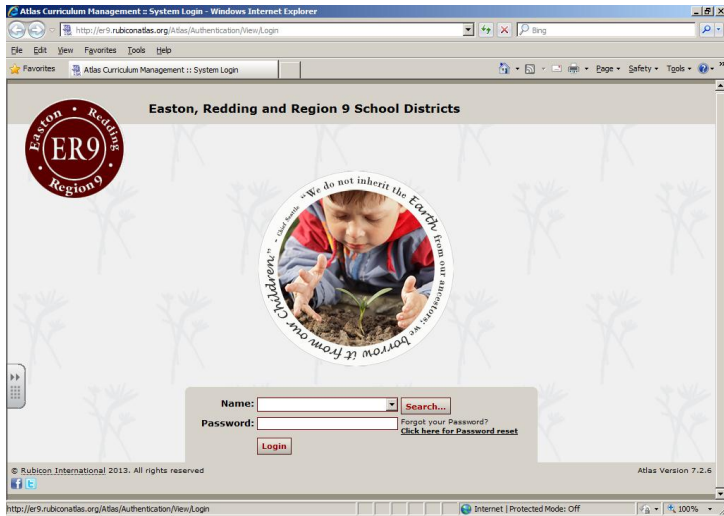 Atlas Curriculum Management :: System Login - Windows Internet Explorer
http://er9.rubiconatlas.org/Atlas/Authentication/View/Login
Bing
File Edit View Favorites Tools Help
Favorites Atlas Curriculum Management :: System Login Page Safety Tools
Easton, Redding and Region 9 School Districts
Easton · Redding · Region 9
ER9
"We do not inherit the Earth from our ancestors; we borrow it from our Children." - Chief Seattle
Name: Search...
Password: Forgot your Password?
Click here for Password reset
Login
© Rubicon International 2013. All rights reserved Atlas Version 7.2.6
http://er9.rubiconatlas.org/Atlas/Authentication/View/Login Internet | Protected Mode: Off 100%